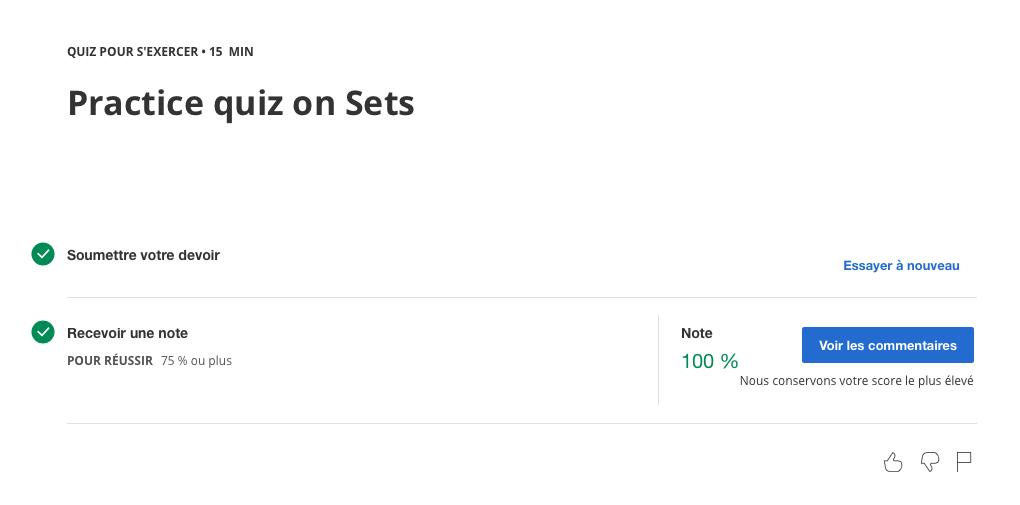 QUIZ POUR S'EXERCER • 15 MIN
Practice quiz on Sets
Soumettre votre devoir
Essayer à nouveau
Recevoir une note
POUR RÉUSSIR 75 % ou plus
Note
100 %
Voir les commentaires
Nous conservons votre score le plus élevé